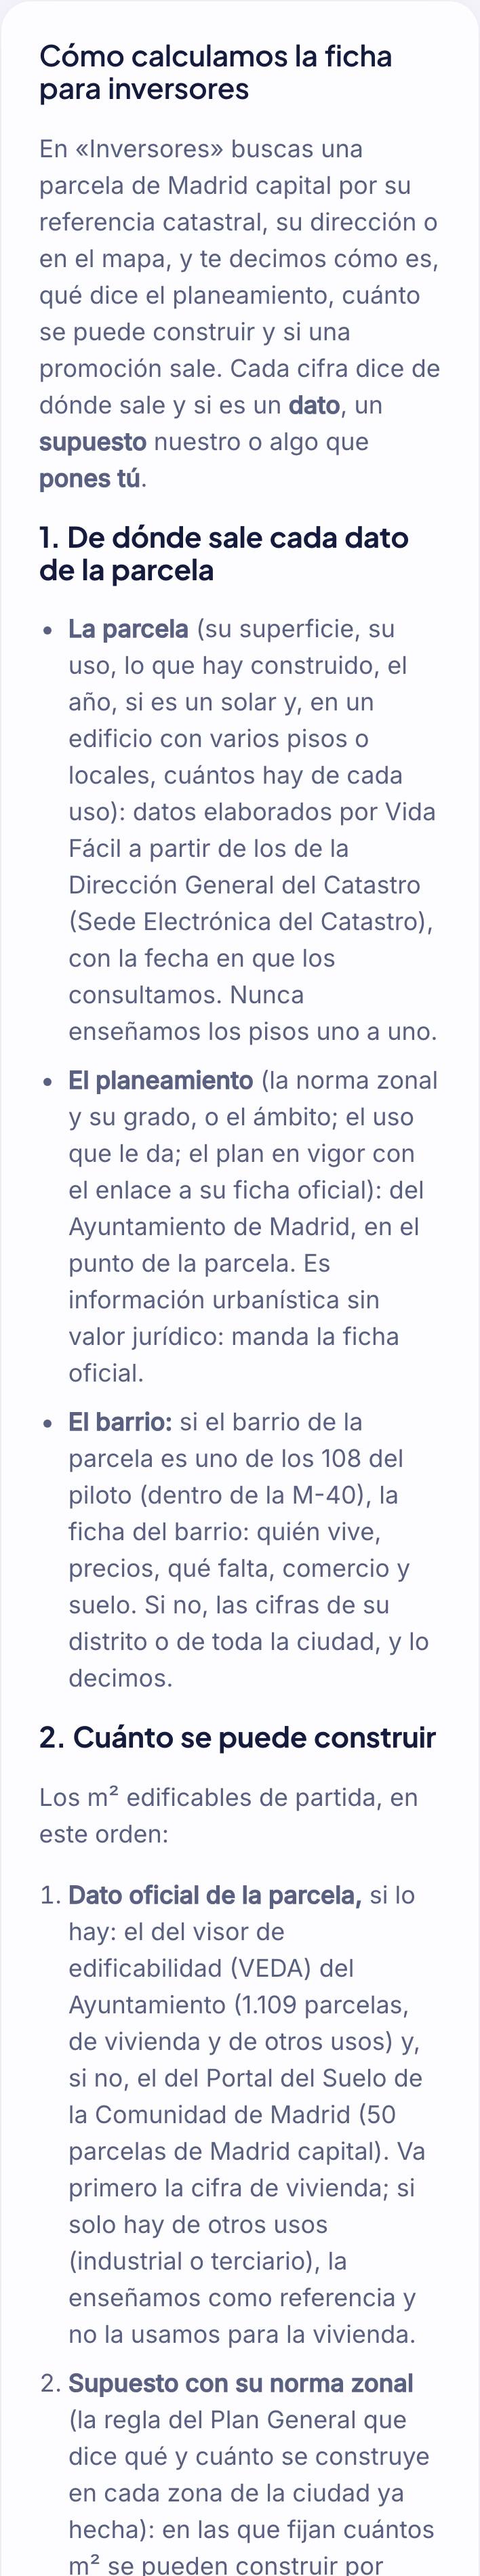 Cómo calculamos la ficha
para inversores
En «Inversores» buscas una
parcela de Madrid capital por su
referencia catastral, su dirección o
en el mapa, y te decimos cómo es,
qué dice el planeamiento, cuánto
se puede construir y si una
promoción sale. Cada cifra dice de
dónde sale y si es un dato, un
supuesto nuestro o algo que
pones tú.
1. De dónde sale cada dato
de la parcela
• La parcela (su superficie, su
uso, lo que hay construido, el
año, si es un solar y, en un
edificio con varios pisos o
locales, cuántos hay de cada
uso): datos elaborados por Vida
Fácil a partir de los de la
Dirección General del Catastro
(Sede Electrónica del Catastro),
con la fecha en que los
consultamos. Nunca
enseñamos los pisos uno a uno.
• El planeamiento (la norma zonal
y su grado, o el ámbito; el uso
que le da; el plan en vigor con
el enlace a su ficha oficial): del
Ayuntamiento de Madrid, en el
punto de la parcela. Es
información urbanística sin
valor jurídico: manda la ficha
oficial.
• El barrio: si el barrio de la
parcela es uno de los 108 del
piloto (dentro de la M-40), la
ficha del barrio: quién vive,
precios, qué falta, comercio y
suelo. Si no, las cifras de su
distrito o de toda la ciudad, y lo
decimos.
2. Cuánto se puede construir
Los m² edificables de partida, en
este orden:
1. Dato oficial de la parcela, si lo
hay: el del visor de
edificabilidad (VEDA) del
Ayuntamiento (1.109 parcelas,
de vivienda y de otros usos) y,
si no, el del Portal del Suelo de
la Comunidad de Madrid (50
parcelas de Madrid capital). Va
primero la cifra de vivienda; si
solo hay de otros usos
(industrial o terciario), la
enseñamos como referencia y
no la usamos para la vivienda.
2. Supuesto con su norma zonal
(la regla del Plan General que
dice qué y cuánto se construye
en cada zona de la ciudad ya
hecha): en las que fijan cuántos
m² se pueden construir por